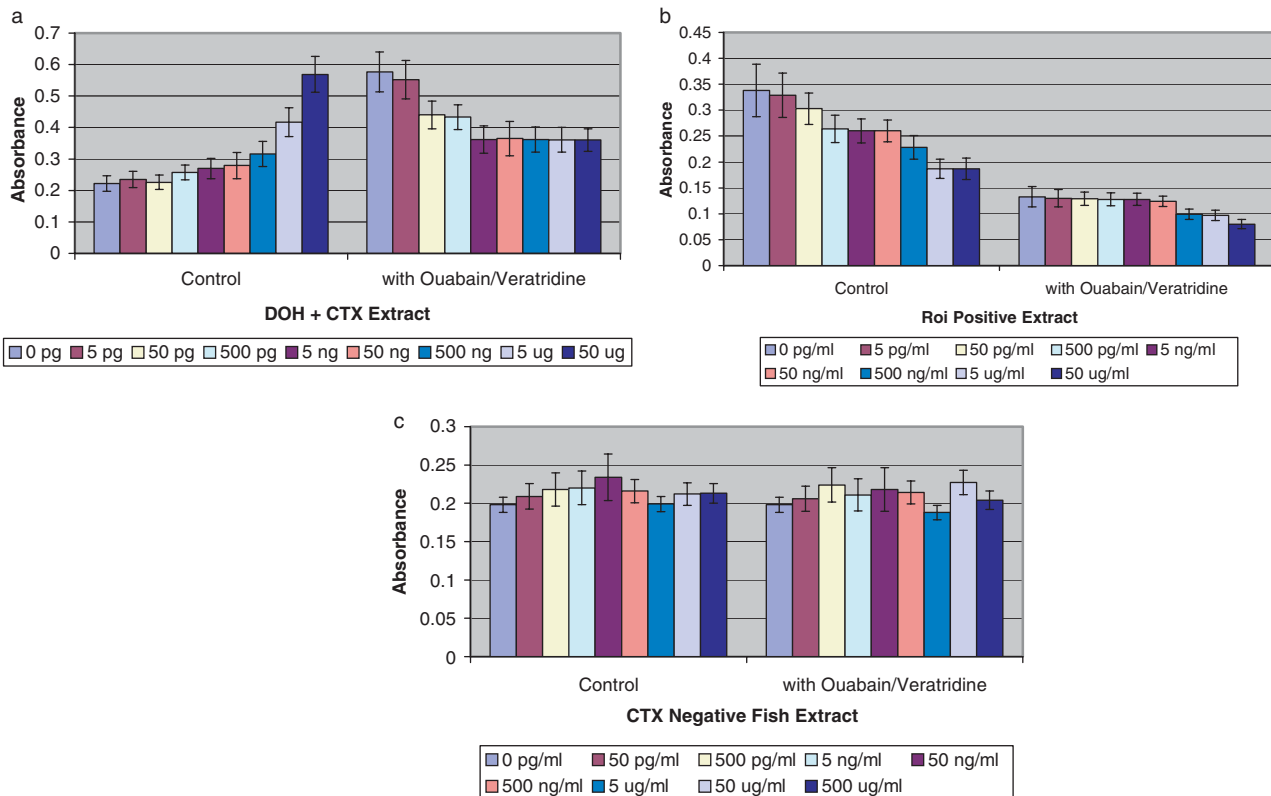 a
0.7
0.6
0.5
0.4
0.3
0.2
0.1
0
Absorbance
Control
with Ouabain/Veratridine
DOH + CTX Extract
0 pg 5 pg 50 pg 500 pg 5 ng 50 ng 500 ng 5 ug 50 ug
b
0.45
0.4
0.35
0.3
0.25
0.2
0.15
0.1
0.05
0
Absorbance
Control
with Ouabain/Veratridine
Roi Positive Extract
0 pg/ml 5 pg/ml 50 pg/ml 500 pg/ml 5 ng/ml
50 ng/ml 500 ng/ml 5 ug/ml 50 ug/ml
c
0.3
0.25
0.2
0.15
0.1
0.05
0
Absorbance
Control
with Ouabain/Veratridine
CTX Negative Fish Extract
0 pg/ml 50 pg/ml 500 pg/ml 5 ng/ml 50 ng/ml
500 ng/ml 5 ug/ml 50 ug/ml 500 ug/ml